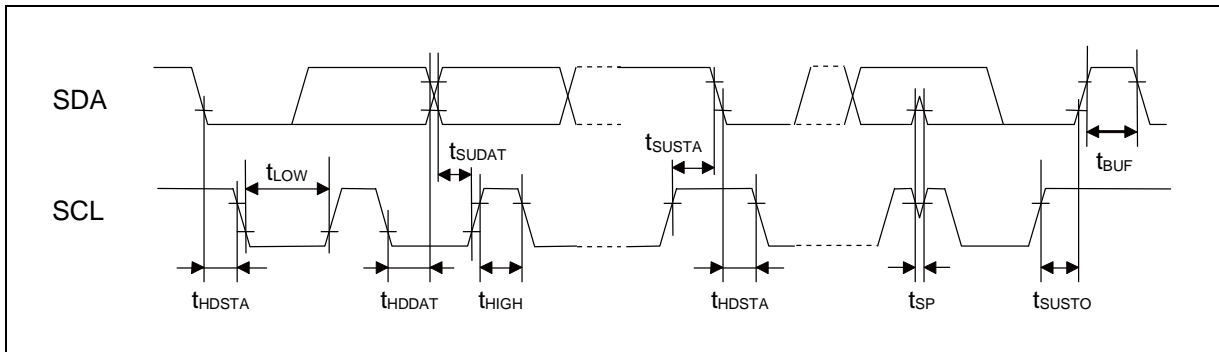 SDA
tSUSTA
tSUDAT
tLOW
tBUF
SCL
tHDSTA
tHDDAT
tHIGH
tHDSTA
tSP
tSUSTO